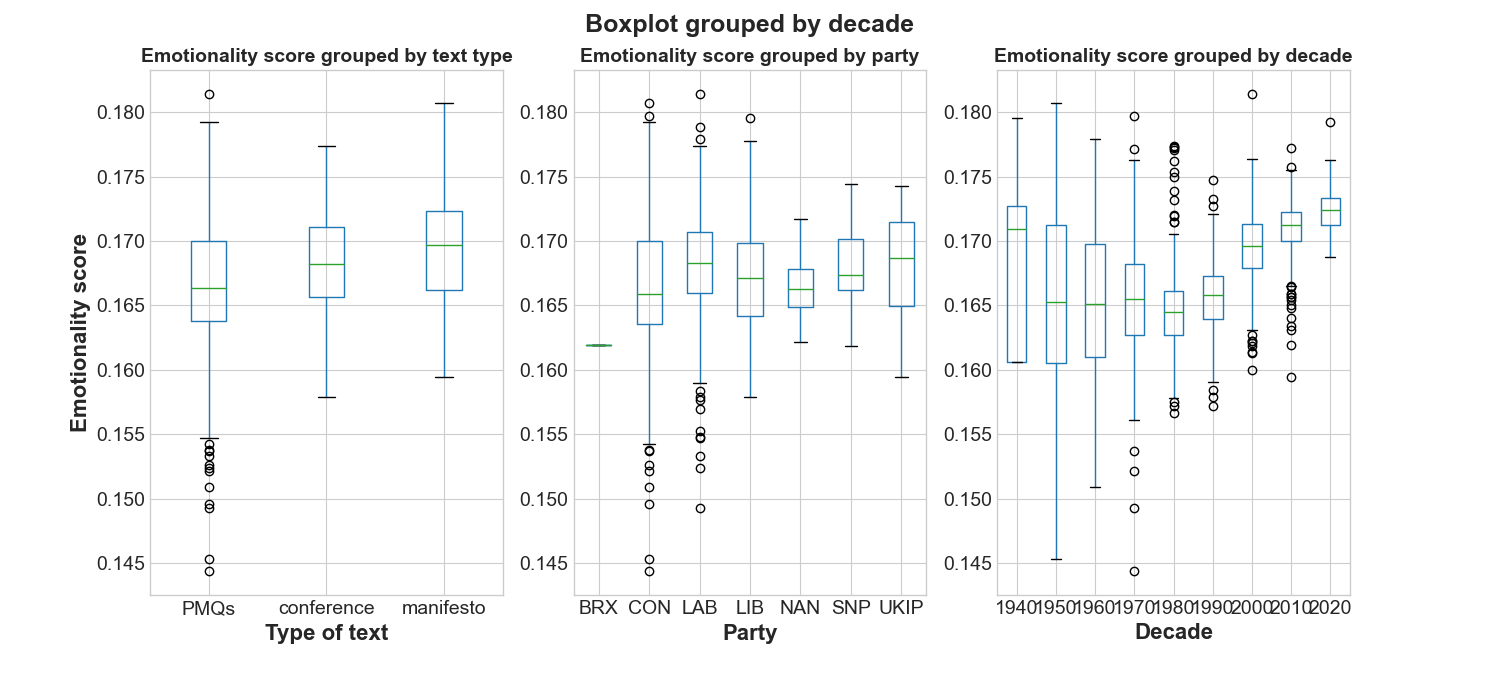 Boxplot grouped by decade
Emotionality score grouped by text type
Emotionality score
0.180
0.175
0.170
0.165
0.160
0.155
0.150
0.145
PMQs conference manifesto
Type of text
Emotionality score grouped by party
0.180
0.175
0.170
0.165
0.160
0.155
0.150
0.145
BRX CON LAB LIB NAN SNP UKIP
Party
Emotionality score grouped by decade
0.180
0.175
0.170
0.165
0.160
0.155
0.150
0.145
1940 1950 1960 1970 1980 1990 2000 2010 2020
Decade